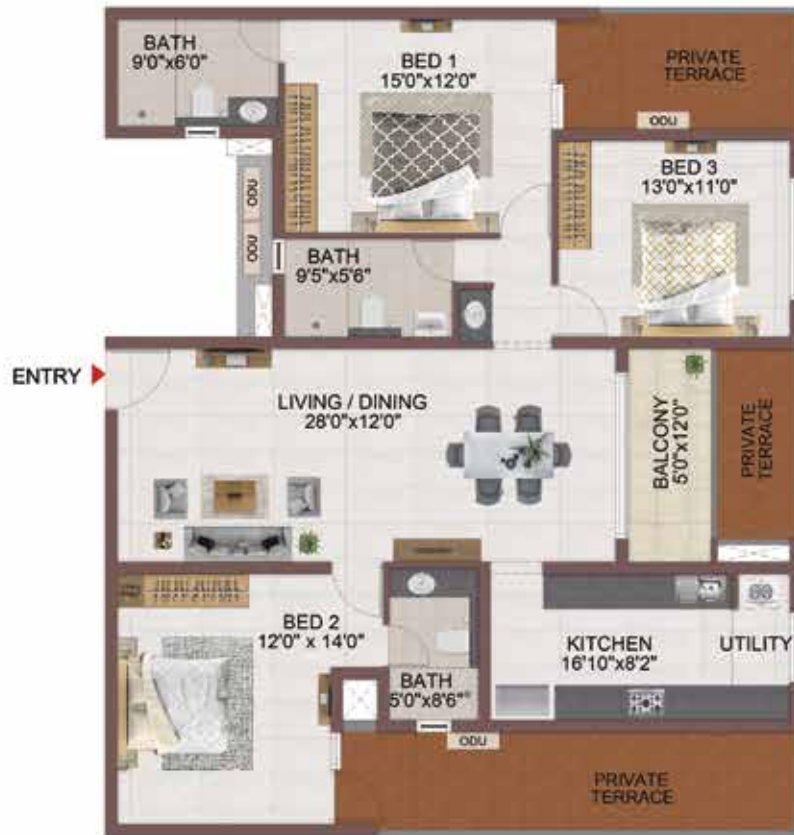 BATH
9'0"x6'0"
BED 1
15'0"x12'0"
PRIVATE
TERRACE
ODU
BED 3
13'0"x11'0"
ODU
ODU
BATH
9'5"x5'6"
ENTRY
LIVING / DINING
28'0"x12'0"
BALCONY
5'0"x12'0"
PRIVATE
TERRACE
BED 2
12'0" x 14'0"
KITCHEN
16'10"x8'2"
UTILITY
BATH
5'0"x8'6"
ODU
PRIVATE
TERRACE